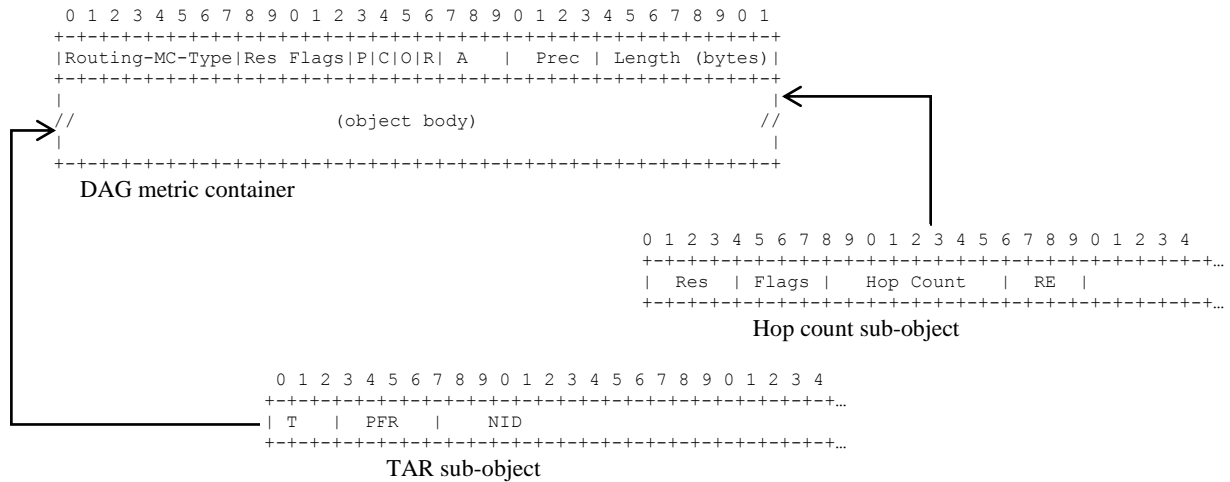 0 1 2 3 4 5 6 7 8 9 0 1 2 3 4 5 6 7 8 9 0 1 2 3 4 5 6 7 8 9 0 1
+-+-+-+-+-+-+-+-+-+-+-+-+-+-+-+-+-+-+-+-+-+-+-+-+-+-+-+-+-+-+-+-+
|Routing-MC-Type|Res Flags|P|C|O|R| A   |  Prec | Length (bytes)|
+-+-+-+-+-+-+-+-+-+-+-+-+-+-+-+-+-+-+-+-+-+-+-+-+-+-+-+-+-+-+-+-+
|                                                               |
//                       (object body)                         //
|                                                               |
+-+-+-+-+-+-+-+-+-+-+-+-+-+-+-+-+-+-+-+-+-+-+-+-+-+-+-+-+-+-+-+-+
DAG metric container
0 1 2 3 4 5 6 7 8 9 0 1 2 3 4 5 6 7 8 9 0 1 2 3 4
+-+-+-+-+-+-+-+-+-+-+-+-+-+-+-+-+-+-+-+-+-+-+-+-+-+…
|  Res  | Flags |   Hop Count   |  RE  |
+-+-+-+-+-+-+-+-+-+-+-+-+-+-+-+-+-+-+-+-+-+-+-+-+-+…
Hop count sub-object
0 1 2 3 4 5 6 7 8 9 0 1 2 3 4 5 6 7 8 9 0 1 2 3 4
+-+-+-+-+-+-+-+-+-+-+-+-+-+-+-+-+-+-+-+-+-+-+-+-+-+…
| T   |  PFR   |    NID
+-+-+-+-+-+-+-+-+-+-+-+-+-+-+-+-+-+-+-+-+-+-+-+-+-+…
TAR sub-object